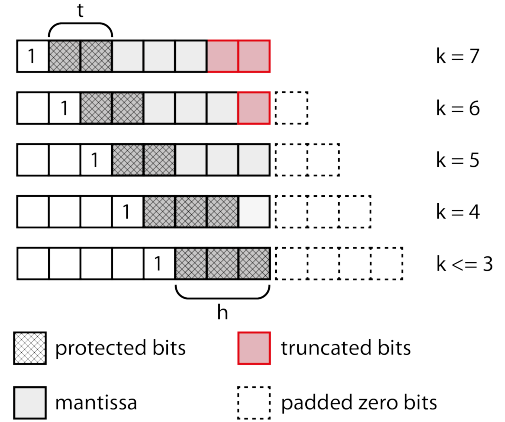 t
1 k = 7
1 k = 6
1 k = 5
1 k = 4
1 k <= 3
h
protected bits truncated bits
mantissa padded zero bits